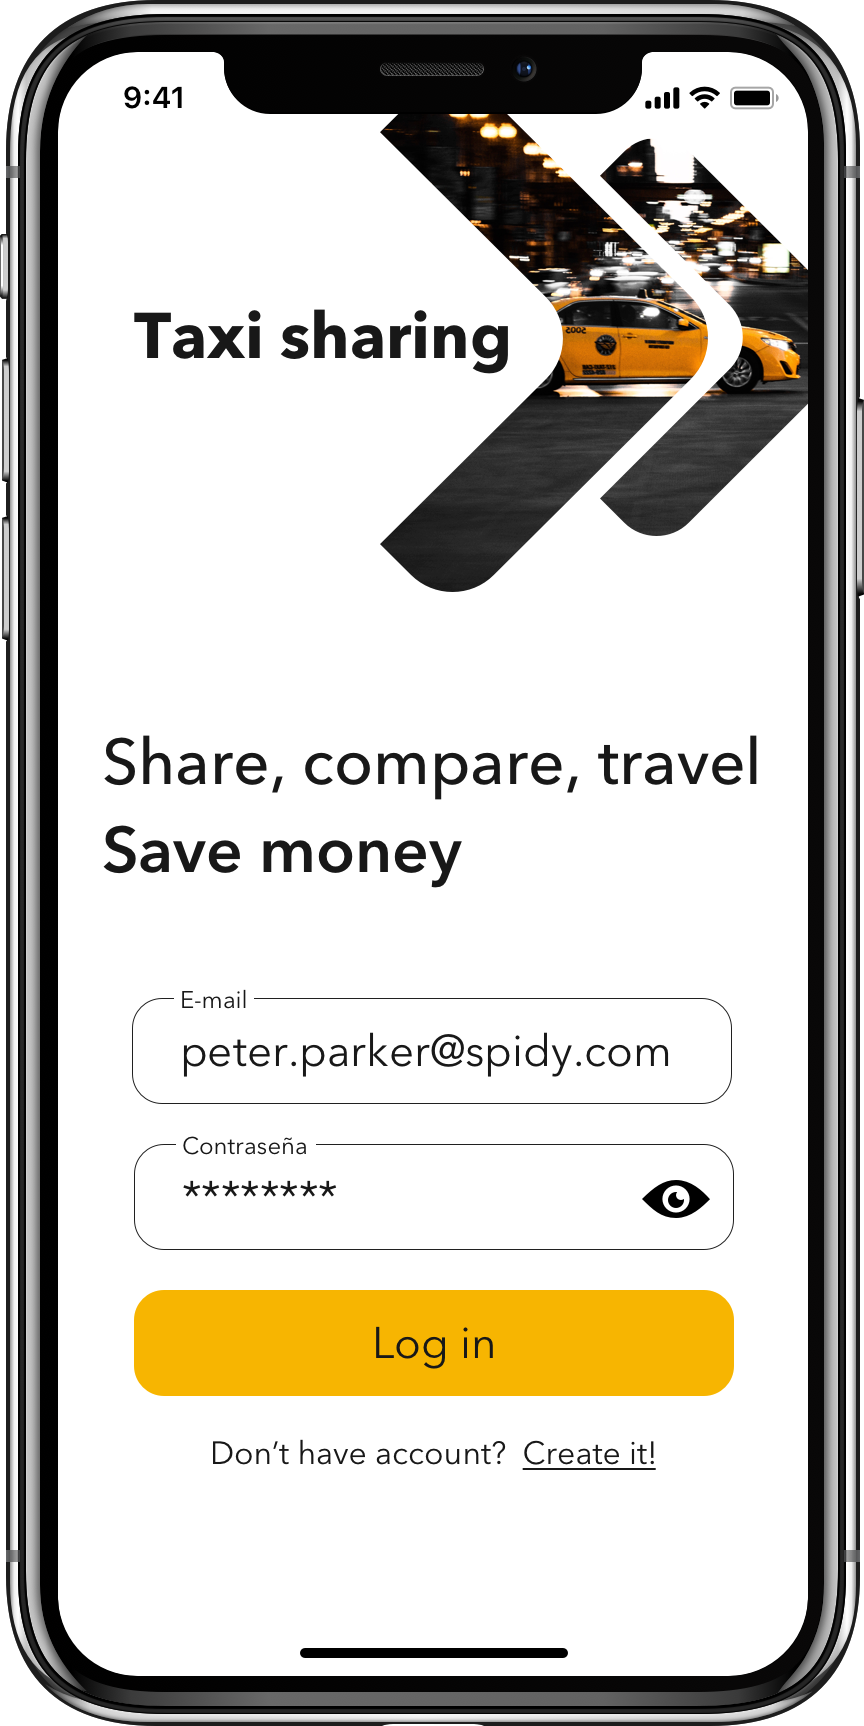 9:41
Taxi sharing
Share, compare, travel
Save money
E-mail
peter.parker@spidy.com
Contraseña
********
Log in
Don’t have account? Create it!